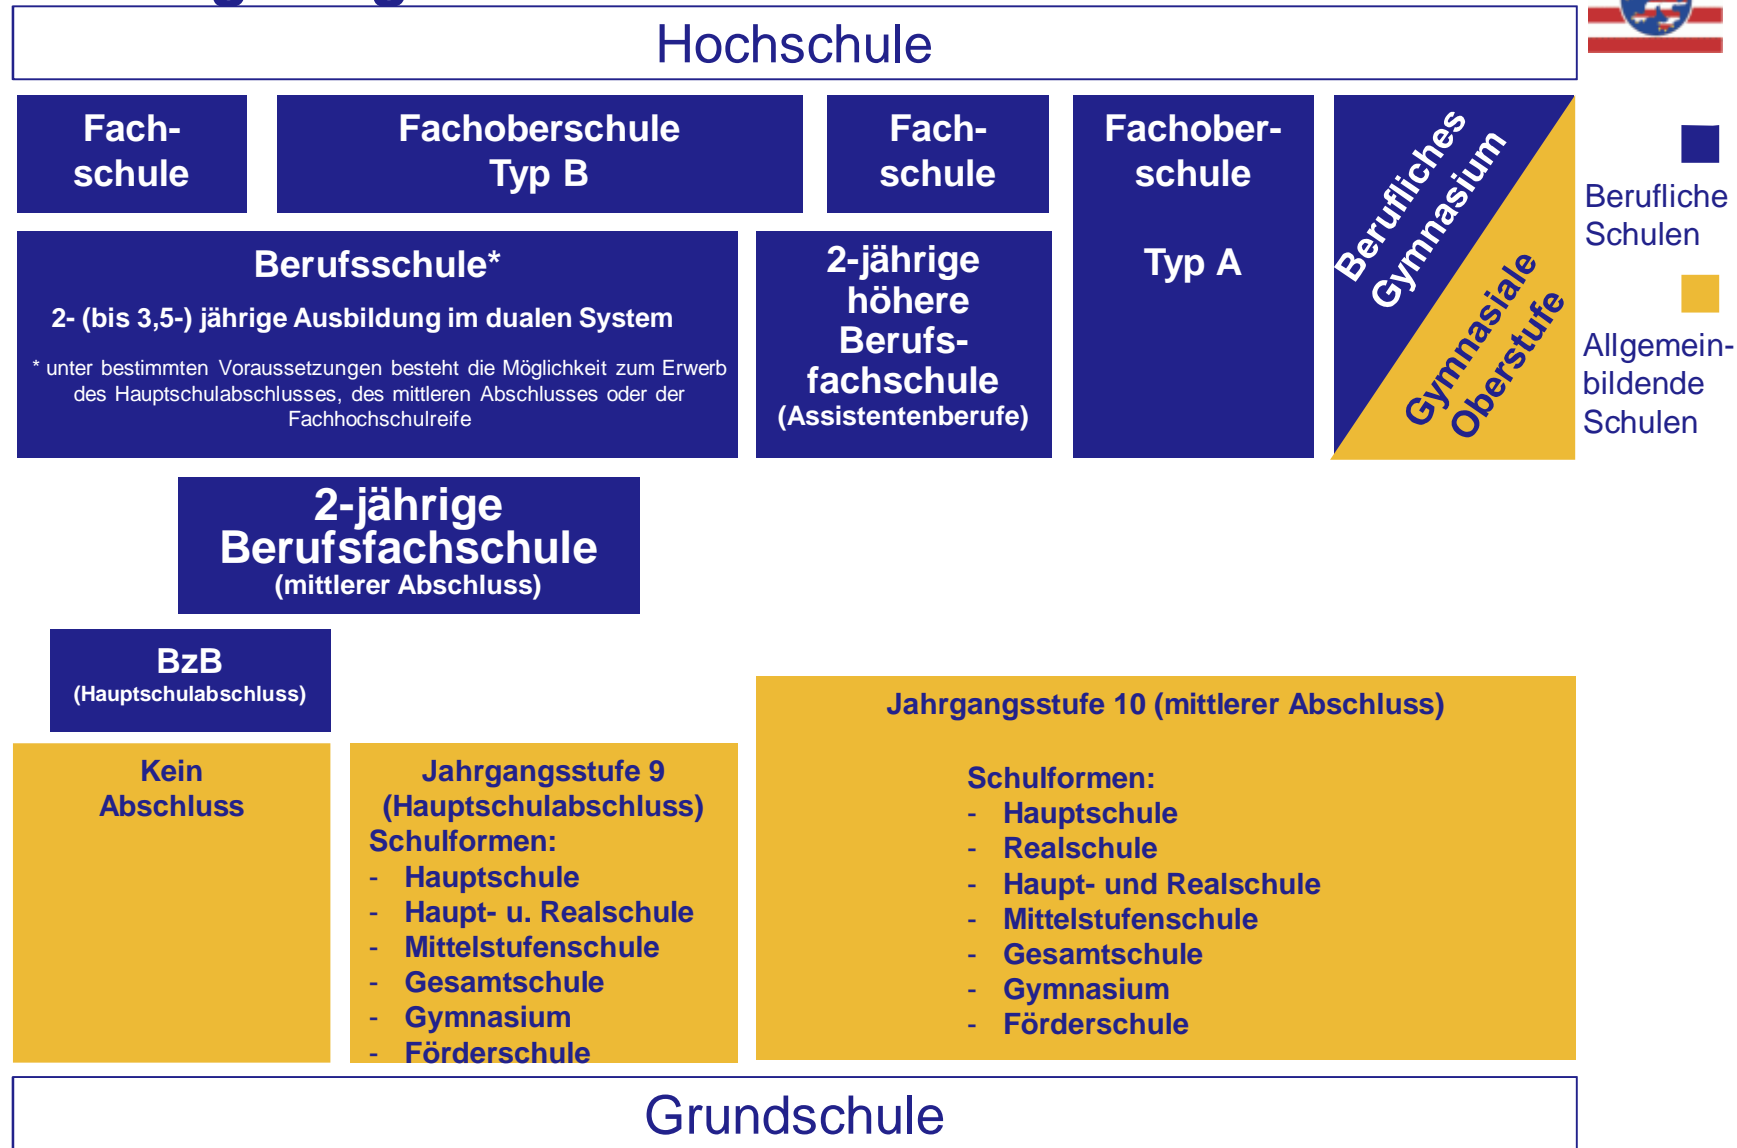 Hochschule
Fach-
schule
Fachoberschule
Typ B
Fach-
schule
Fachober-
schule
Typ A
Berufliches
Gymnasium
Gymnasiale
Oberstufe
Berufliche
Schulen
Allgemein-
bildende
Schulen
Berufsschule*
2- (bis 3,5-) jährige Ausbildung im dualen System
* unter bestimmten Voraussetzungen besteht die Möglichkeit zum Erwerb
des Hauptschulabschlusses, des mittleren Abschlusses oder der
Fachhochschulreife
2-jährige
höhere
Berufs-
fachschule
(Assistentenberufe)
2-jährige
Berufsfachschule
(mittlerer Abschluss)
BzB
(Hauptschulabschluss)
Kein
Abschluss
Jahrgangsstufe 9
(Hauptschulabschluss)
Schulformen:
- Hauptschule
- Haupt- u. Realschule
- Mittelstufenschule
- Gesamtschule
- Gymnasium
- Förderschule
Jahrgangsstufe 10 (mittlerer Abschluss)
Schulformen:
- Hauptschule
- Realschule
- Haupt- und Realschule
- Mittelstufenschule
- Gesamtschule
- Gymnasium
- Förderschule
Grundschule